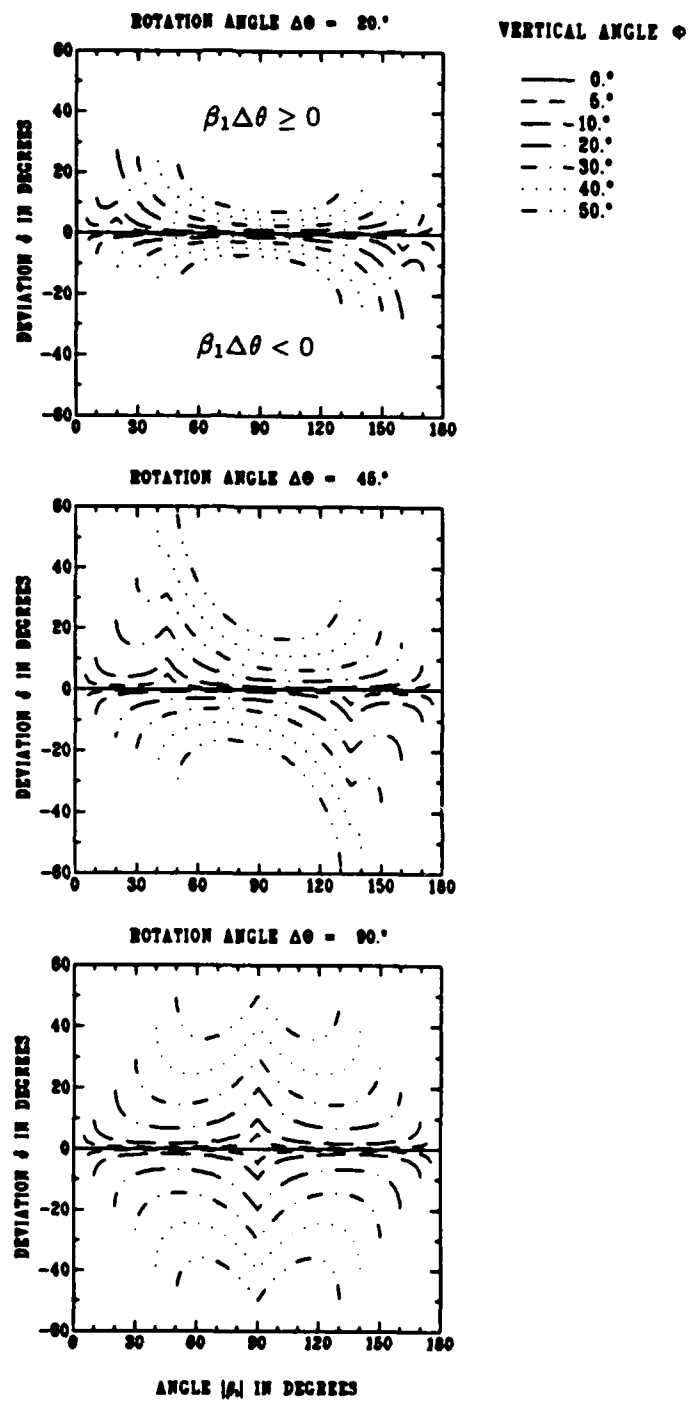 ROTATION ANGLE ΔΘ = 20.°
VERTICAL ANGLE Φ
0.°
5.°
10.°
20.°
30.°
40.°
50.°
60
40
20
0
-20
-40
-60
DEVIATION δ IN DEGREES
β₁Δθ ≥ 0
β₁Δθ < 0
0 30 60 90 120 150 180
ROTATION ANGLE ΔΘ = 45.°
60
40
20
0
-20
-40
-60
DEVIATION δ IN DEGREES
0 30 60 90 120 150 180
ROTATION ANGLE ΔΘ = 90.°
60
40
20
0
-20
-40
-60
DEVIATION δ IN DEGREES
0 30 60 90 120 150 180
ANGLE |β₁| IN DEGREES